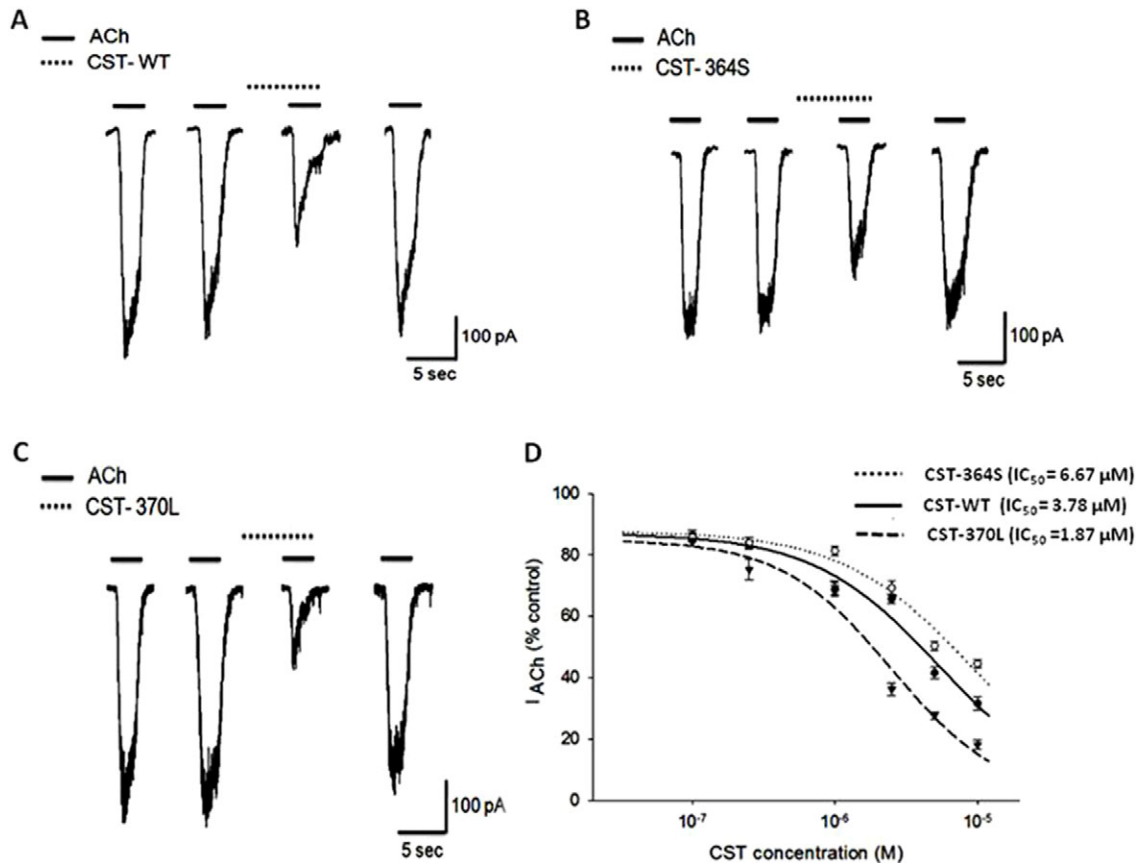 A
ACh
CST- WT
100 pA
5 sec
B
ACh
CST- 364S
100 pA
5 sec
C
ACh
CST- 370L
100 pA
5 sec
D
CST-364S (IC50 = 6.67 µM)
CST-WT (IC50 = 3.78 µM)
CST-370L (IC50 = 1.87 µM)
100
80
60
40
20
0
I ACh (% control)
10-7
10-6
10-5
CST concentration (M)